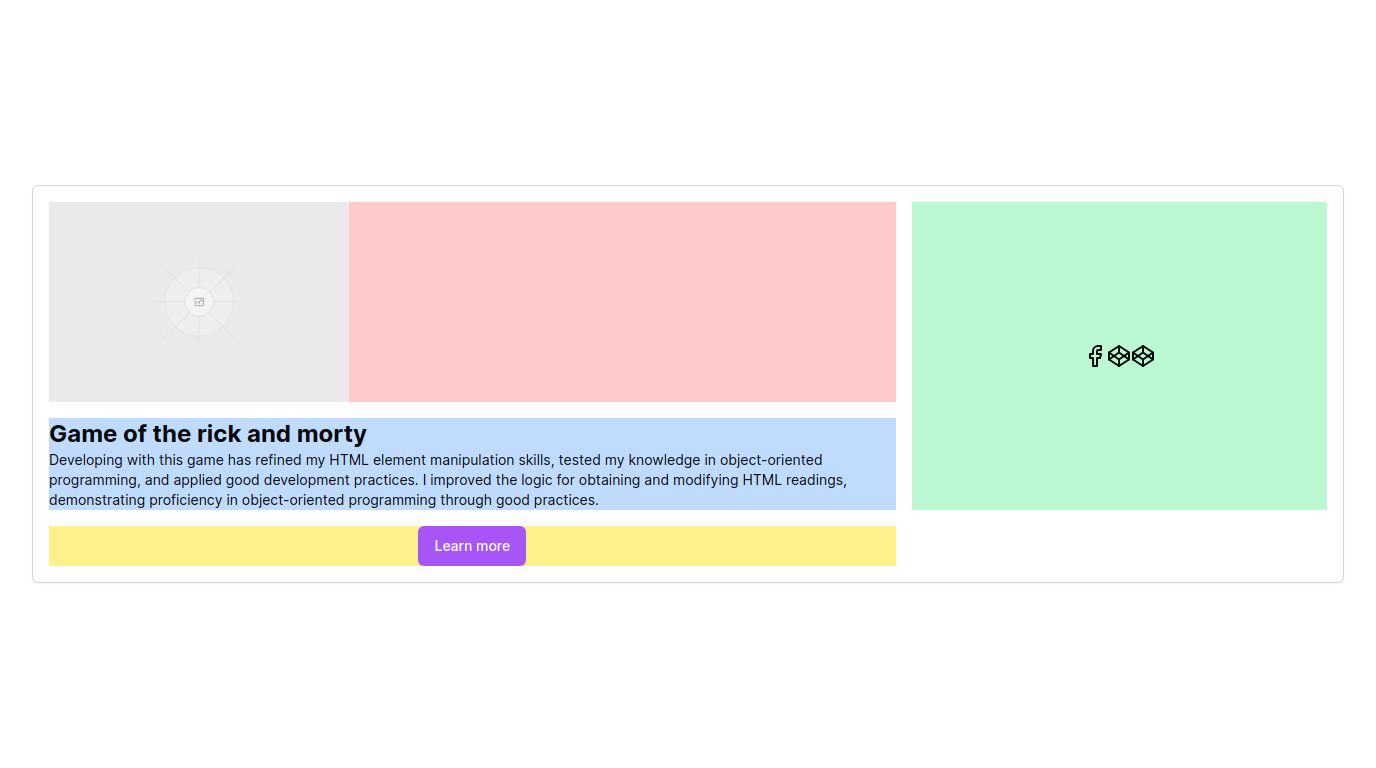 Game of the rick and morty
Developing with this game has refined my HTML element manipulation skills, tested my knowledge in object-oriented
programming, and applied good development practices. I improved the logic for obtaining and modifying HTML readings,
demonstrating proficiency in object-oriented programming through good practices.
Learn more